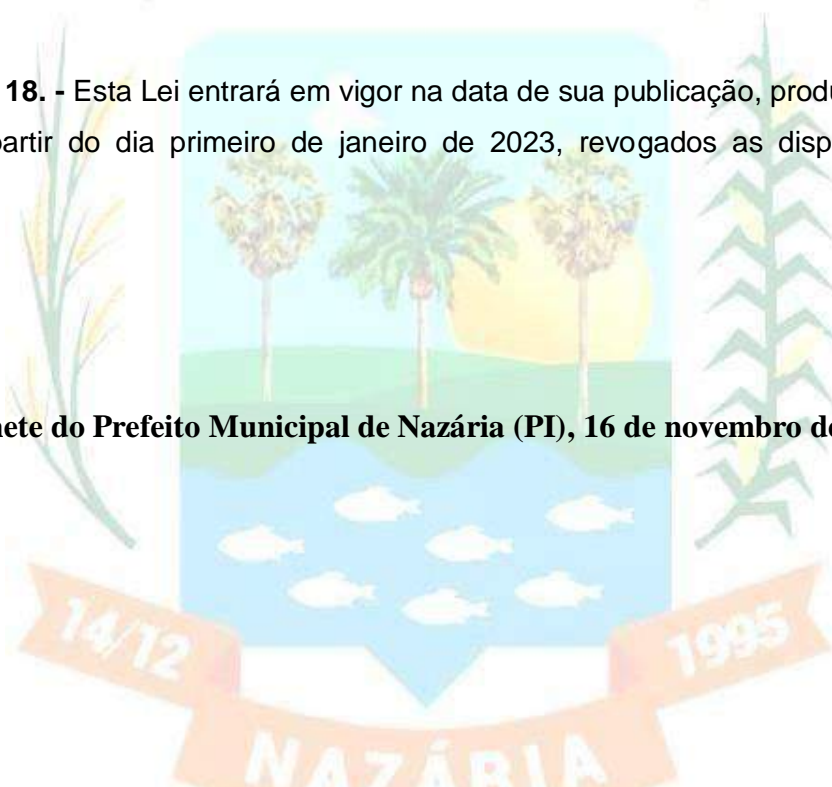 18. - Esta Lei entrará em vigor na data de sua publicação, produ
partir do dia primeiro de janeiro de 2023, revogados as disp
nete do Prefeito Municipal de Nazária (PI), 16 de novembro de
14/12
1995
NAZÁRIA